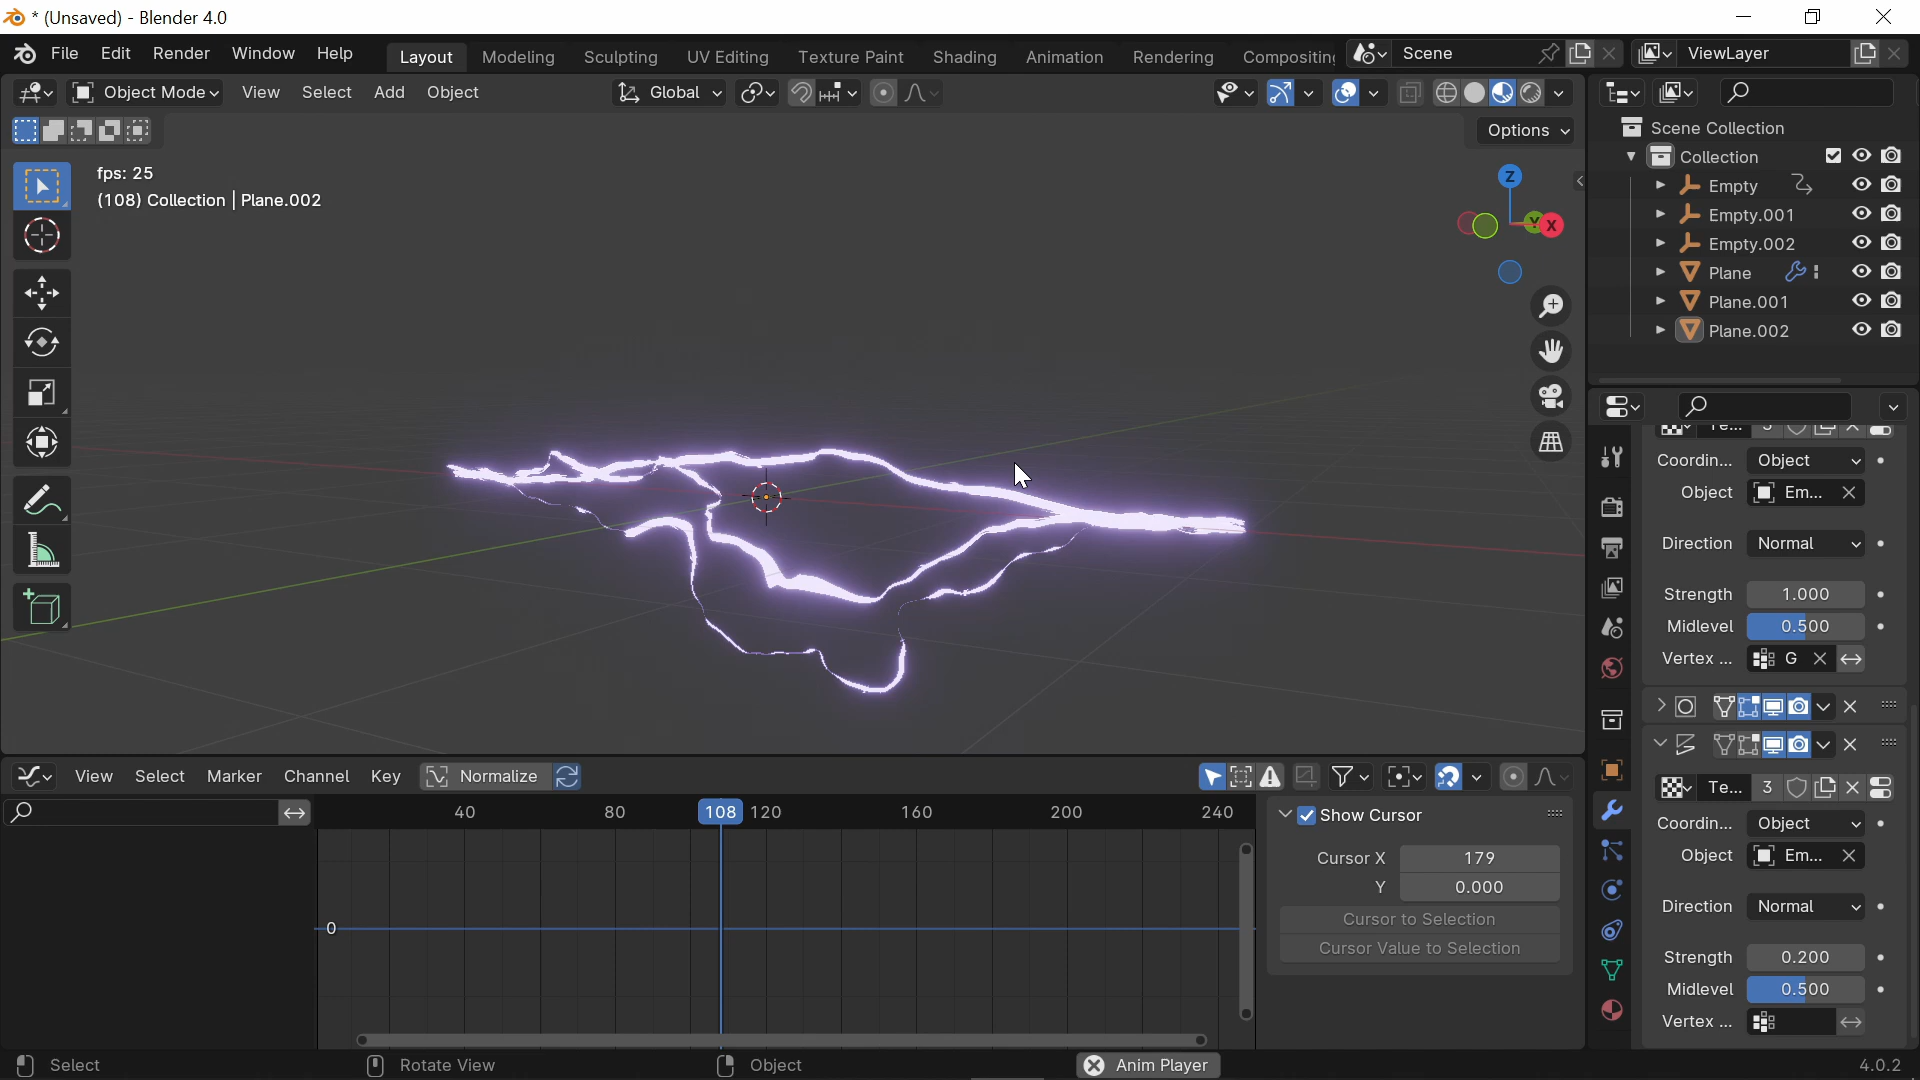 * (Unsaved) - Blender 4.0
File Edit Render Window Help Layout Modeling Sculpting UV Editing Texture Paint Shading Animation Rendering Compositing Scene ViewLayer
Object Mode View Select Add Object Global
Options
fps: 25
(108) Collection | Plane.002
Z
Y X
Scene Collection
Collection
Empty
Empty.001
Empty.002
Plane
Plane.001
Plane.002
Coordin... Object
Object Em...
Direction Normal
Strength 1.000
Midlevel 0.500
Vertex ... G
Te... 3
Coordin... Object
Object Em...
Direction Normal
Strength 0.200
Midlevel 0.500
Vertex ...
View Select Marker Channel Key Normalize
40 80 108 120 160 200 240
0
Show Cursor
Cursor X 179
Y 0.000
Cursor to Selection
Cursor Value to Selection
Select Rotate View Object Anim Player 4.0.2